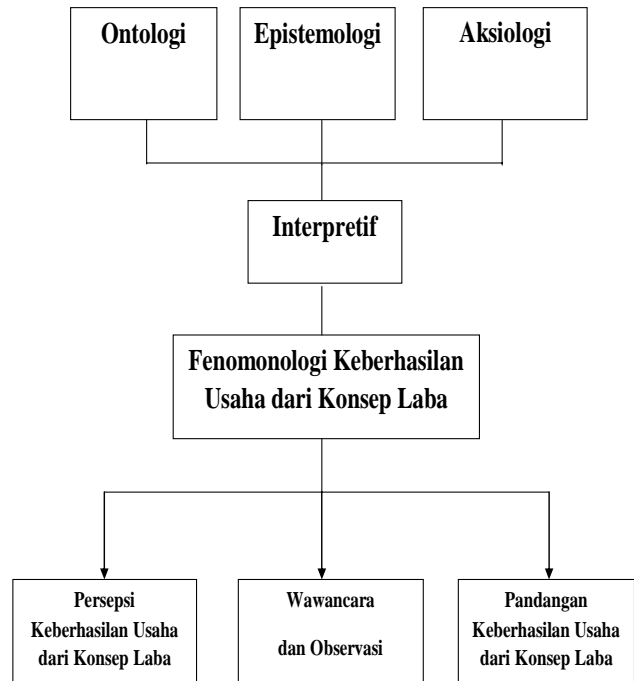 Ontologi
Epistemologi
Aksiologi
Interpretif
Fenomonologi Keberhasilan
Usaha dari Konsep Laba
Persepsi
Keberhasilan Usaha
dari Konsep Laba
Wawancara
dan Observasi
Pandangan
Keberhasilan Usaha
dari Konsep Laba